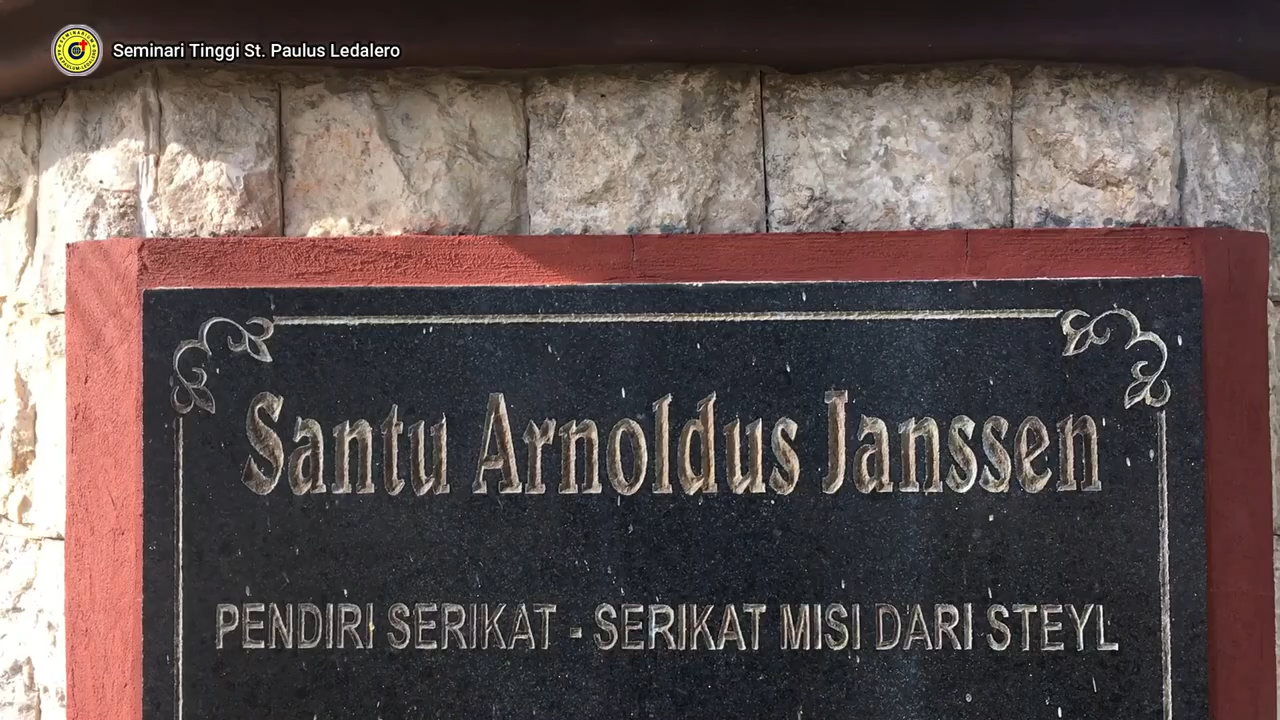 Seminari Tinggi St. Paulus Ledalero
Santu Arnoldus Janssen
PENDIRI SERIKAT - SERIKAT MISI DARI STEYL